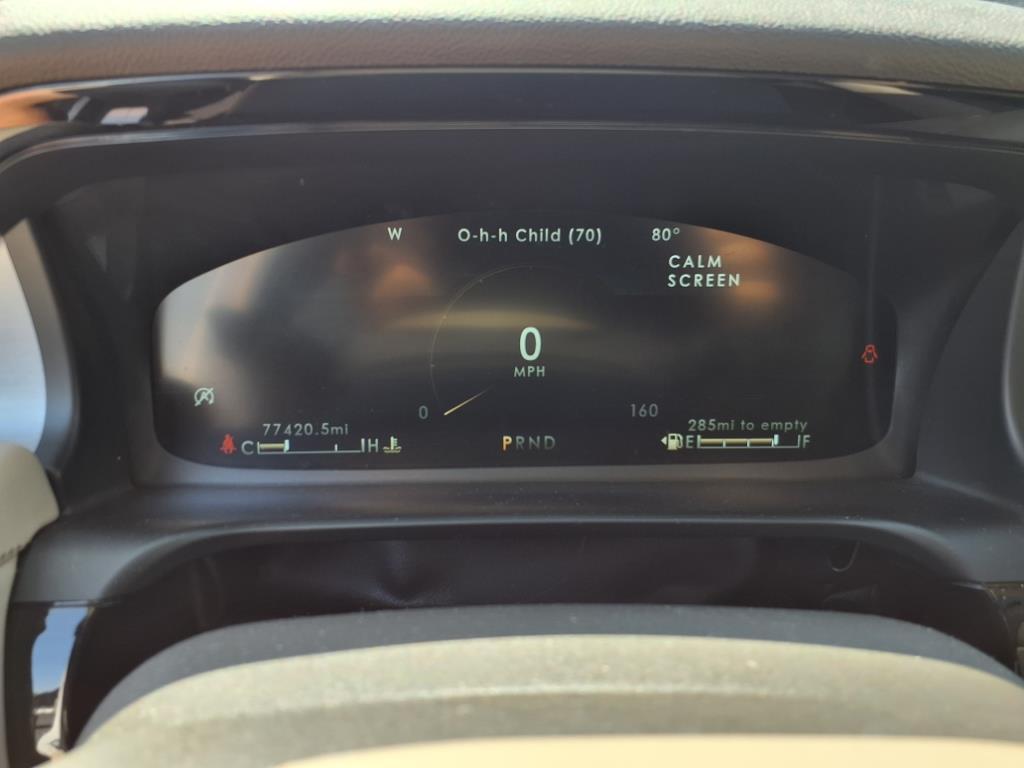 W O-h-h Child (70) 80°
CALM
SCREEN
0
MPH
0 160
77420.5mi 285mi to empty
C H PRND E F